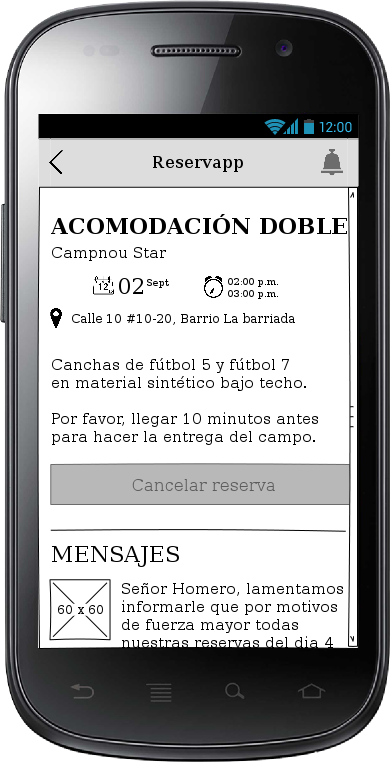 12:00
Reservapp
ACOMODACIÓN DOBLE
Campnou Star
12 02 Sept
02:00 p.m.
03:00 p.m.
Calle 10 #10-20, Barrio La barriada
Canchas de fútbol 5 y fútbol 7
en material sintético bajo techo.
Por favor, llegar 10 minutos antes
para hacer la entrega del campo.
Cancelar reserva
MENSAJES
60 x 60
Señor Homero, lamentamos
informarle que por motivos
de fuerza mayor todas
nuestras reservas del dia 4